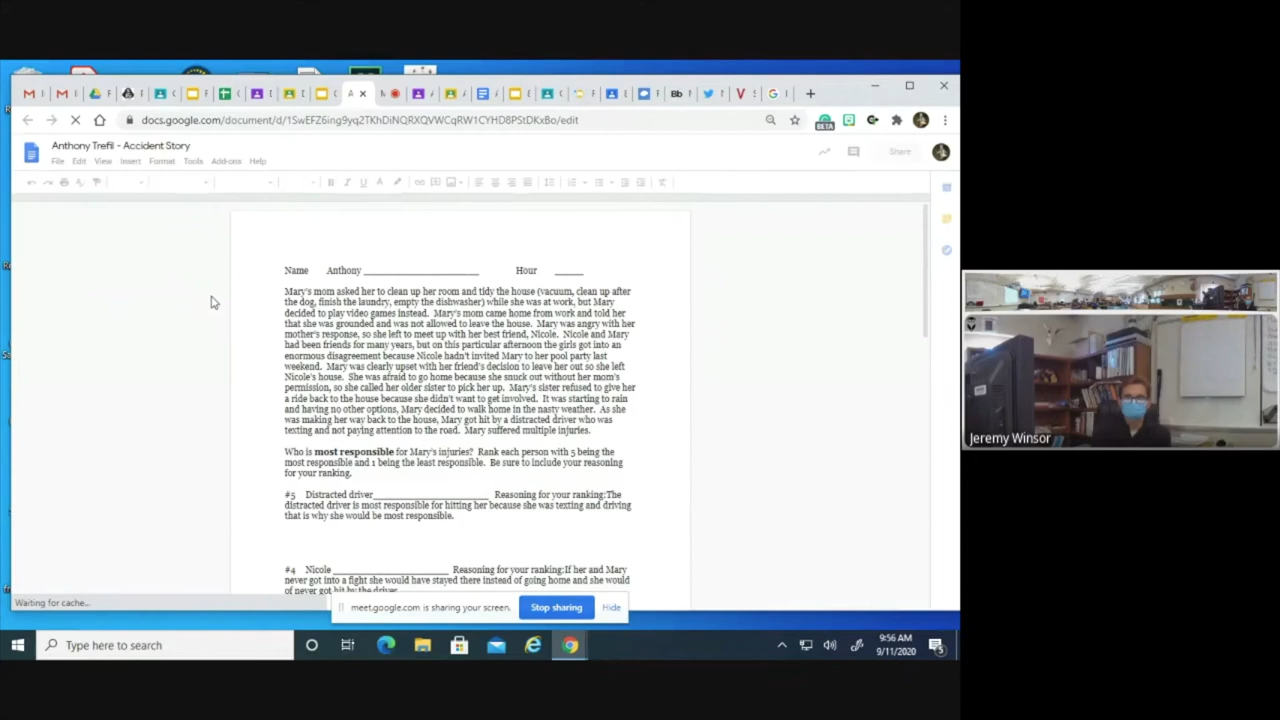 docs.google.com/document/d/1SwEFZ6ing9yq2TKhDiNQRXQVWCqRW1CYHD8PStDKxBo/edit
BETA
Anthony Trefil - Accident Story
File Edit View Insert Format Tools Add-ons Help
Share
Name Anthony ________________________ Hour ______
Mary's mom asked her to clean up her room and tidy the house (vacuum, clean up after
the dog, finish the laundry, empty the dishwasher) while she was at work, but Mary
decided to play video games instead. Mary's mom came home from work and told her
that she was grounded and was not allowed to leave the house. Mary was angry with her
mother's response, so she left to meet up with her best friend, Nicole. Nicole and Mary
had been friends for many years, but on this particular afternoon the girls got into an
enormous disagreement because Nicole hadn't invited Mary to her pool party last
weekend. Mary was clearly upset with her friend's decision to leave her out so she left
Nicole's house. She was afraid to go home because she snuck out without her mom's
permission, so she called her older sister to pick her up. Mary's sister refused to give her
a ride back to the house because she didn't want to get involved. It was starting to rain
and having no other options, Mary decided to walk home in the nasty weather. As she
was making her way back to the house, Mary got hit by a distracted driver who was
texting and not paying attention to the road. Mary suffered multiple injuries.
Who is most responsible for Mary's injuries? Rank each person with 5 being the
most responsible and 1 being the least responsible. Be sure to include your reasoning
for your ranking.
#5 Distracted driver________________________ Reasoning for your ranking:The
distracted driver is most responsible for hitting her because she was texting and driving
that is why she would be most responsible.
#4 Nicole ________________________ Reasoning for your ranking:If her and Mary
never got into a fight she would have stayed there instead of going home and she would
of never got hit by the driver.
Waiting for cache...
meet.google.com is sharing your screen. Stop sharing Hide
Type here to search
9:56 AM
9/11/2020
5
Jeremy Winsor